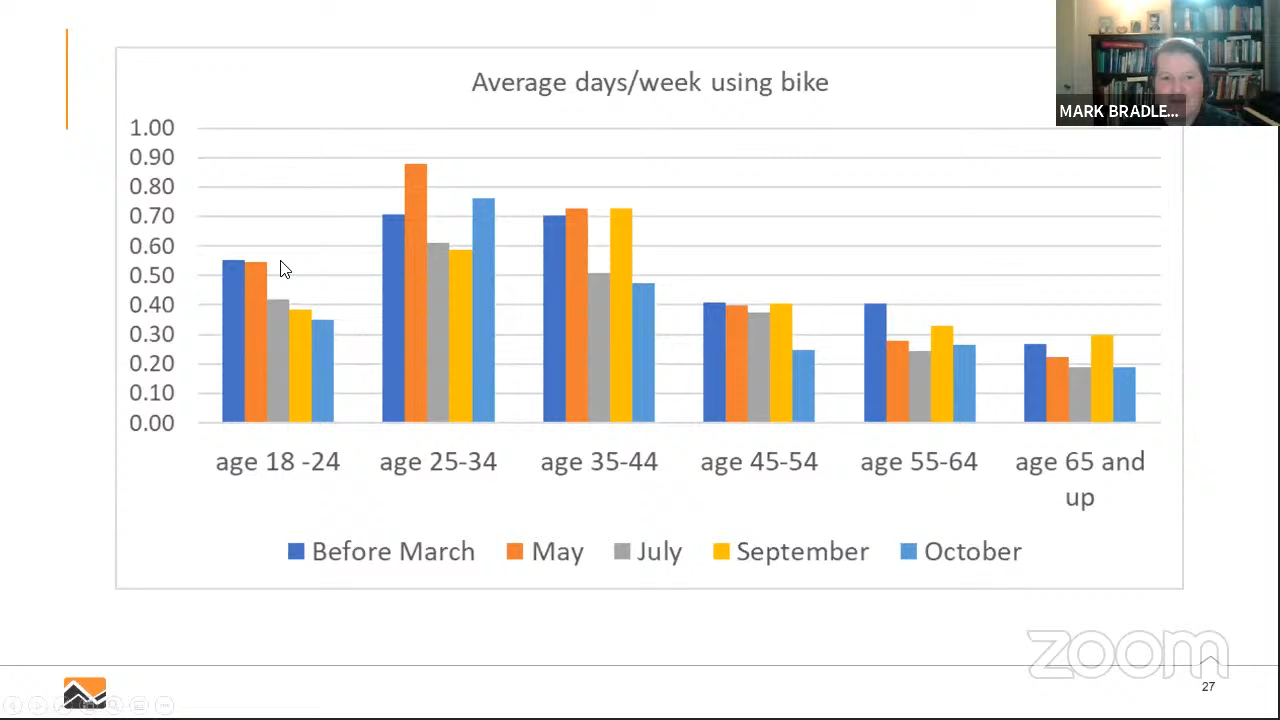 MARK BRADLE...
Average days/week using bike
1.00
0.90
0.80
0.70
0.60
0.50
0.40
0.30
0.20
0.10
0.00
age 18 -24 age 25-34 age 35-44 age 45-54 age 55-64 age 65 and
up
Before March May July September October
zoom
27